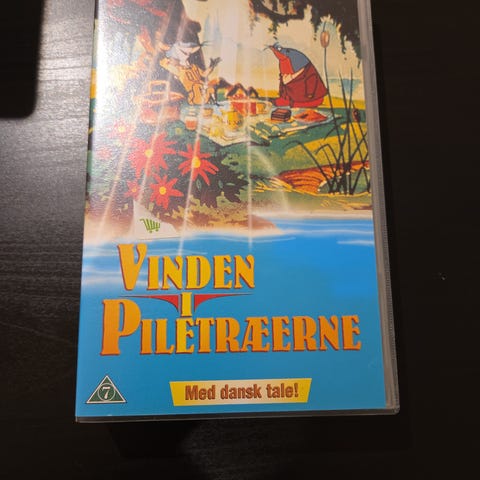 VINDEN
I
PILETRÆERNE
7
Med dansk tale!